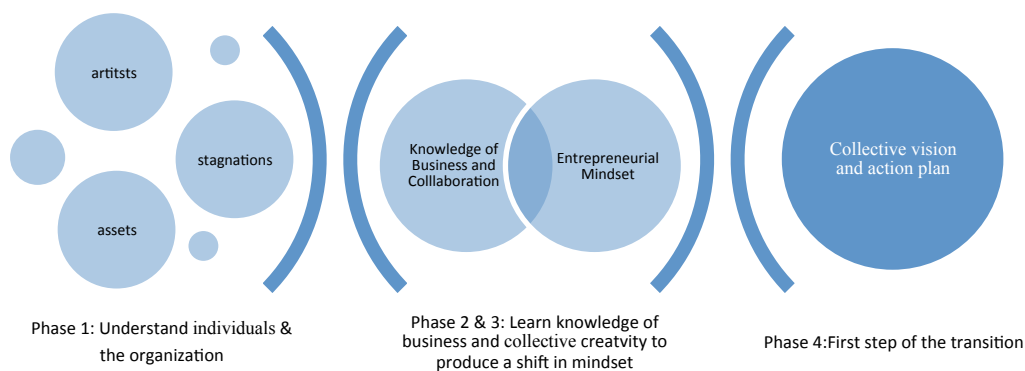 artitsts
stagnations
assets
Knowledge of
Business and
Colllaboration
Entrepreneurial
Mindset
Collective vision
and action plan
Phase 1: Understand individuals &
the organization
Phase 2 & 3: Learn knowledge of
business and collective creatvity to
produce a shift in mindset
Phase 4:First step of the transition